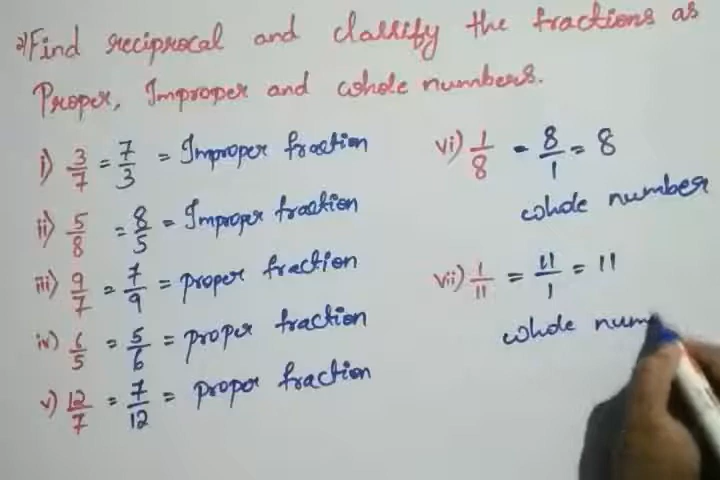 2) Find reciprocal and classify the fractions as
Proper, Improper and whole numbers.
i) 3/7 = 7/3 = Improper fraction
ii) 5/8 = 8/5 = Improper fraction
iii) 9/7 = 7/9 = proper fraction
iv) 6/5 = 5/6 = proper fraction
v) 12/7 = 7/12 = proper fraction
vi) 1/8 = 8/1 = 8
whole number
vii) 1/11 = 11/1 = 11
whole num